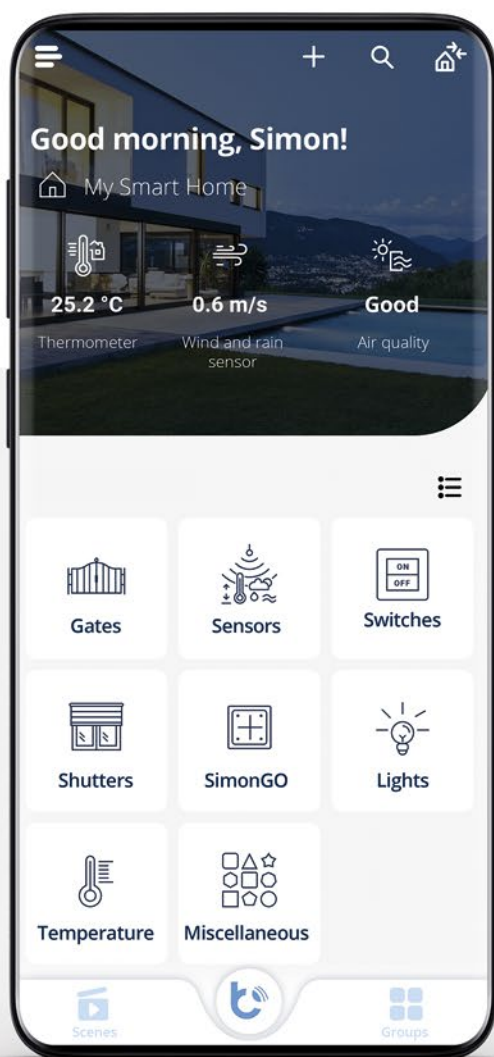 Good morning, Simon!
My Smart Home
25.2 °C
0.6 m/s
Good
Thermometer
Wind and rain
sensor
Air quality
ON
OFF
Gates
Sensors
Switches
Shutters
SimonGO
Lights
Temperature
Miscellaneous
Scenes
Groups